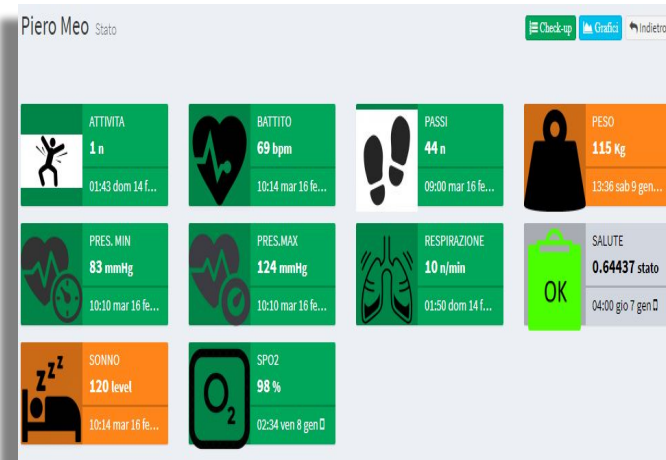 Piero Meo Stato
Check-up Grafici Indietro
ATTIVITA
1 n
01:43 dom 14 f...
BATTITO
69 bpm
10:14 mar 16 fe...
PASSI
44 n
09:00 mar 16 fe...
PESO
115 Kg
13:36 sab 9 gen...
PRES. MIN
83 mmHg
10:10 mar 16 fe...
PRES.MAX
124 mmHg
10:10 mar 16 fe...
RESPIRAZIONE
10 n/min
01:50 dom 14 f...
OK
SALUTE
0.64437 stato
04:00 gio 7 gen
zzz
SONNO
120 level
10:14 mar 16 fe...
O2
SPO2
98 %
02:34 ven 8 gen